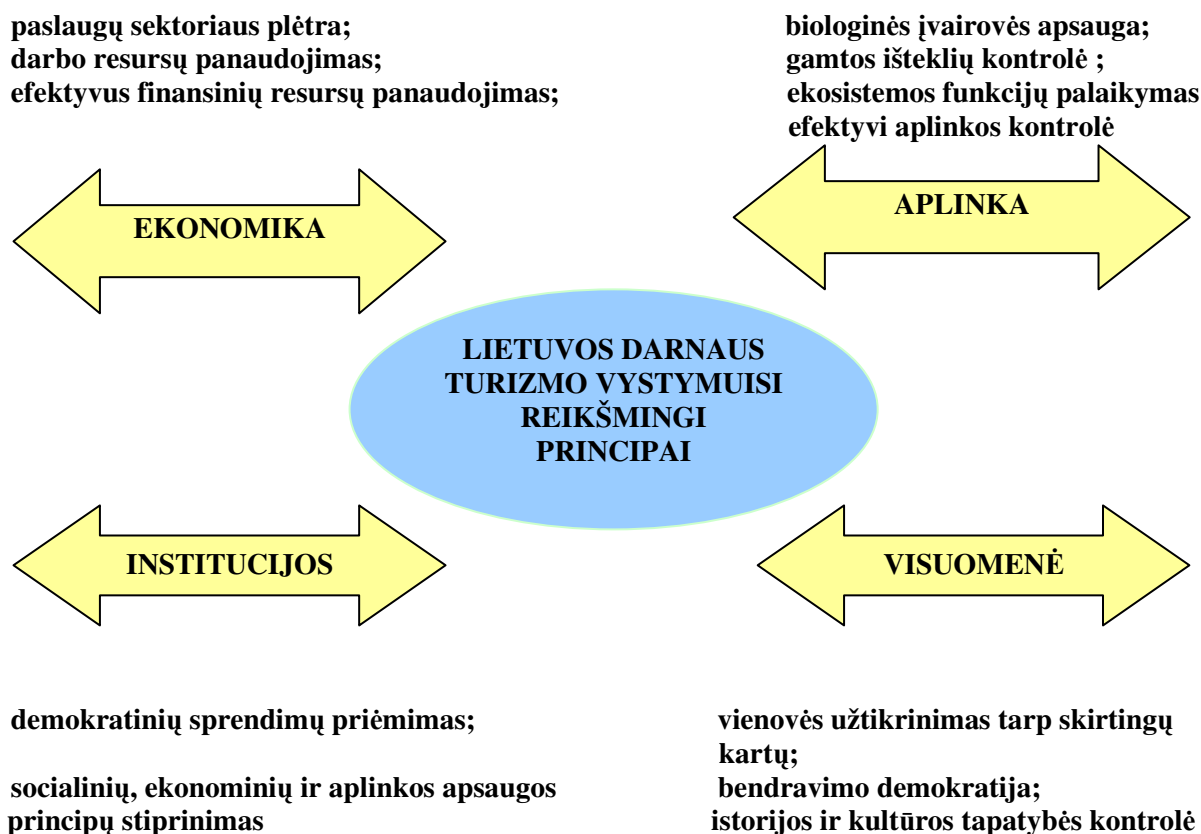 paslaugų sektoriaus plėtra;
darbo resursų panaudojimas;
efektyvus finansinių resursų panaudojimas;
biologinės įvairovės apsauga;
gamtos išteklių kontrolė ;
ekosistemos funkcijų palaikymas
efektyvi aplinkos kontrolė
EKONOMIKA
APLINKA
LIETUVOS DARNAUS
TURIZMO VYSTYMUISI
REIKŠMINGI
PRINCIPAI
INSTITUCIJOS
VISUOMENĖ
demokratinių sprendimų priėmimas;
socialinių, ekonominių ir aplinkos apsaugos
principų stiprinimas
vienovės užtikrinimas tarp skirtingų
kartų;
bendravimo demokratija;
istorijos ir kultūros tapatybės kontrolė